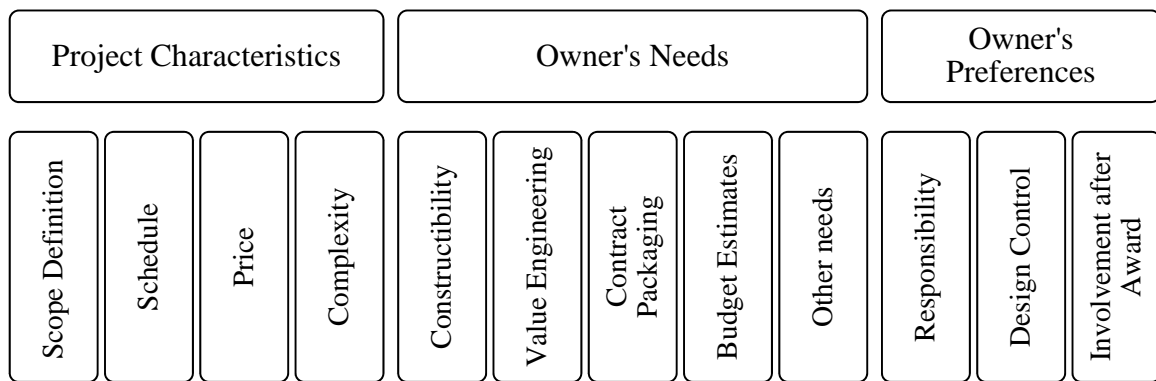 Project Characteristics
Owner's Needs
Owner's
Preferences
Scope Definition
Schedule
Price
Complexity
Constructibility
Value Engineering
Contract
Packaging
Budget Estimates
Other needs
Responsibility
Design Control
Involvement after
Award